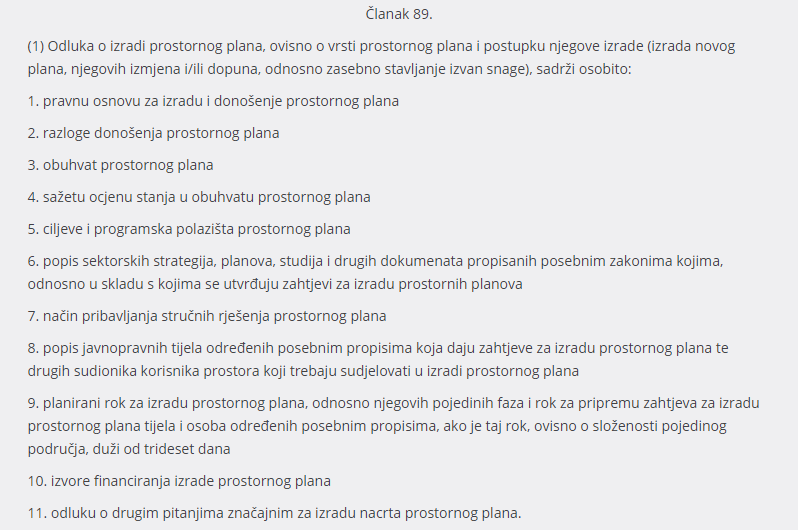 Članak 89.
(1) Odluka o izradi prostornog plana, ovisno o vrsti prostornog plana i postupku njegove izrade (izrada novog
plana, njegovih izmjena i/ili dopuna, odnosno zasebno stavljanje izvan snage), sadrži osobito:
1. pravnu osnovu za izradu i donošenje prostornog plana
2. razloge donošenja prostornog plana
3. obuhvat prostornog plana
4. sažetu ocjenu stanja u obuhvatu prostornog plana
5. ciljeve i programska polazišta prostornog plana
6. popis sektorskih strategija, planova, studija i drugih dokumenata propisanih posebnim zakonima kojima,
odnosno u skladu s kojima se utvrđuju zahtjevi za izradu prostornih planova
7. način pribavljanja stručnih rješenja prostornog plana
8. popis javnopravnih tijela određenih posebnim propisima koja daju zahtjeve za izradu prostornog plana te
drugih sudionika korisnika prostora koji trebaju sudjelovati u izradi prostornog plana
9. planirani rok za izradu prostornog plana, odnosno njegovih pojedinih faza i rok za pripremu zahtjeva za izradu
prostornog plana tijela i osoba određenih posebnim propisima, ako je taj rok, ovisno o složenosti pojedinog
područja, duži od trideset dana
10. izvore financiranja izrade prostornog plana
11. odluku o drugim pitanjima značajnim za izradu nacrta prostornog plana.